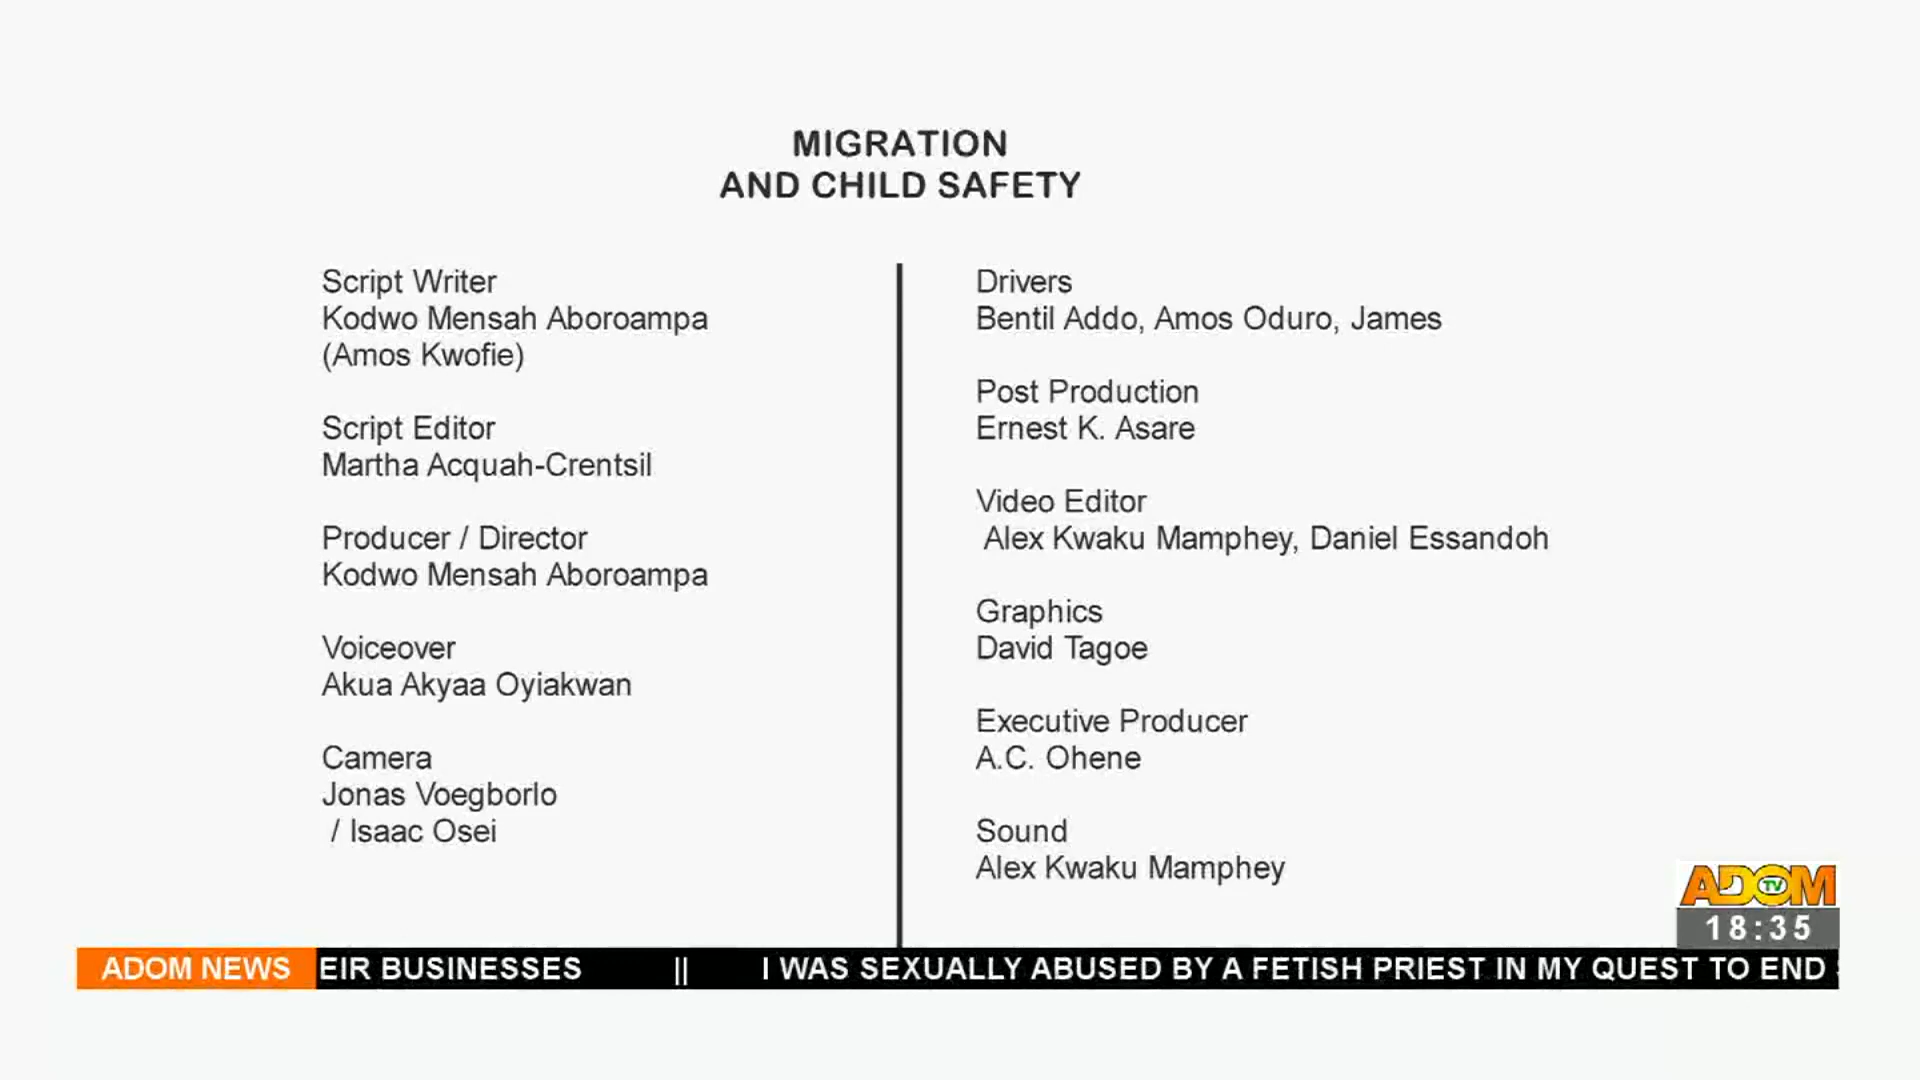 MIGRATION
AND CHILD SAFETY
Script Writer
Kodwo Mensah Aboroampa
(Amos Kwofie)
Script Editor
Martha Acquah-Crentsil
Producer / Director
Kodwo Mensah Aboroampa
Voiceover
Akua Akyaa Oyiakwan
Camera
Jonas Voegborlo
/ Isaac Osei
Drivers
Bentil Addo, Amos Oduro, James
Post Production
Ernest K. Asare
Video Editor
Alex Kwaku Mamphey, Daniel Essandoh
Graphics
David Tagoe
Executive Producer
A.C. Ohene
Sound
Alex Kwaku Mamphey
ADOM TV
18:35
ADOM NEWS EIR BUSINESSES || I WAS SEXUALLY ABUSED BY A FETISH PRIEST IN MY QUEST TO END